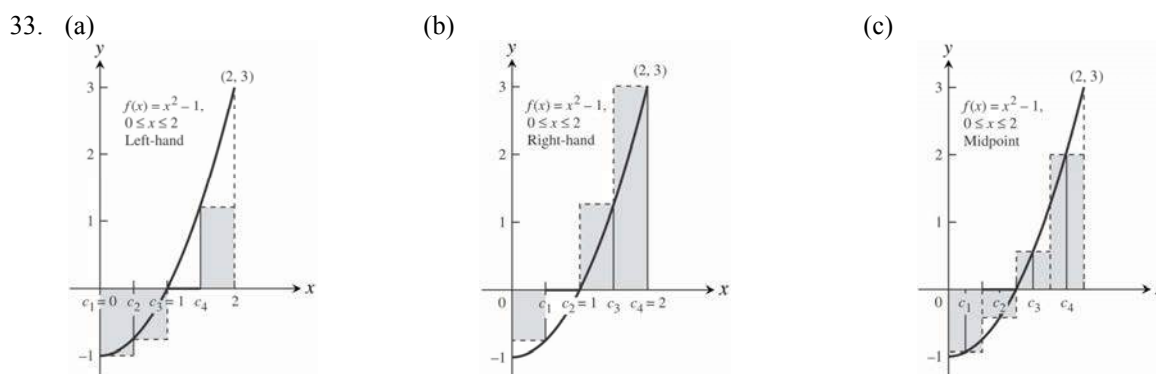 33. (a) (b) (c)
y
(2, 3)
3
f(x) = x² − 1,
0 ≤ x ≤ 2
Left-hand
2
1
x
c₁ = 0 c₂ c₃ = 1 c₄ 2
−1
y
(2, 3)
3
f(x) = x² − 1,
0 ≤ x ≤ 2
Right-hand
2
1
x
0 c₁ c₂ = 1 c₃ c₄ = 2
−1
y
(2, 3)
3
f(x) = x² − 1,
0 ≤ x ≤ 2
Midpoint
2
1
0 c₁ c₂ c₃ c₄
−1